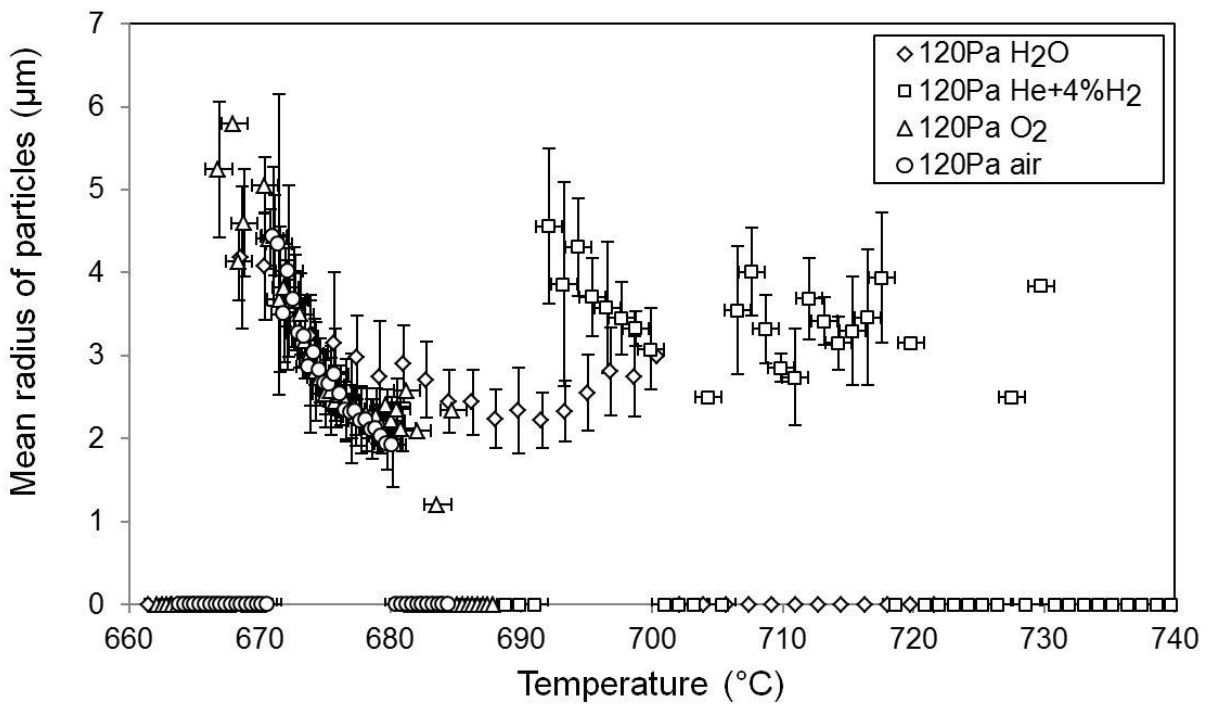 7
6
5
4
3
2
1
0
Mean radius of particles (µm)
120Pa H2O
120Pa He+4%H2
120Pa O2
120Pa air
660 670 680 690 700 710 720 730 740
Temperature (°C)